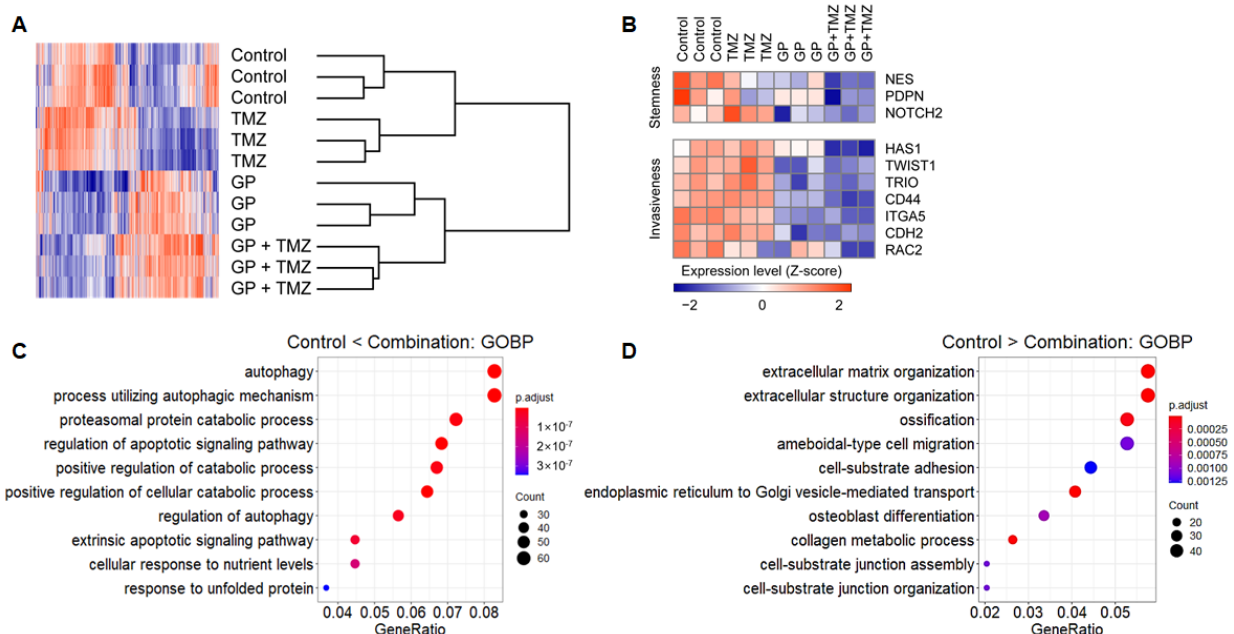 A
Control
Control
Control
TMZ
TMZ
TMZ
GP
GP
GP
GP + TMZ
GP + TMZ
GP + TMZ
B
Control
Control
Control
TMZ
TMZ
TMZ
GP
GP
GP
GP+TMZ
GP+TMZ
GP+TMZ
Stemness
NES
PDPN
NOTCH2
Invasiveness
HAS1
TWIST1
TRIO
CD44
ITGA5
CDH2
RAC2
Expression level (Z-score)
−2 0 2
C
Control < Combination: GOBP
autophagy
process utilizing autophagic mechanism
proteasomal protein catabolic process
regulation of apoptotic signaling pathway
positive regulation of catabolic process
positive regulation of cellular catabolic process
regulation of autophagy
extrinsic apoptotic signaling pathway
cellular response to nutrient levels
response to unfolded protein
0.04 0.05 0.06 0.07 0.08
GeneRatio
p.adjust
1×10⁻⁷
2×10⁻⁷
3×10⁻⁷
Count
30
40
50
60
D
Control > Combination: GOBP
extracellular matrix organization
extracellular structure organization
ossification
ameboidal-type cell migration
cell-substrate adhesion
endoplasmic reticulum to Golgi vesicle-mediated transport
osteoblast differentiation
collagen metabolic process
cell-substrate junction assembly
cell-substrate junction organization
0.02 0.03 0.04 0.05
GeneRatio
p.adjust
0.00025
0.00050
0.00075
0.00100
0.00125
Count
20
30
40